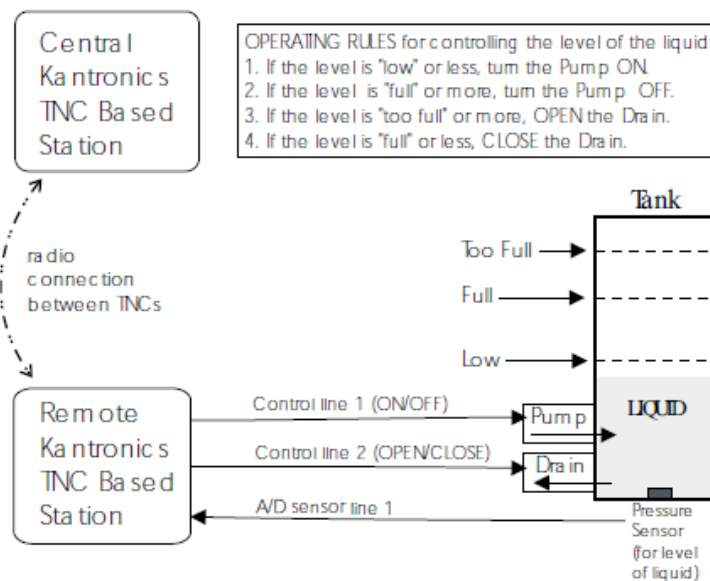 Central
Kantronics
TNC Based
Station
OPERATING RULES for controlling the level of the liquid
1. If the level is "low" or less, turn the Pump ON.
2. If the level is "full" or more, turn the Pump OFF.
3. If the level is "too full" or more, OPEN the Drain.
4. If the level is "full" or less, CLOSE the Drain.
Tank
radio
connection
between TNCs
Too Full
Full
Low
Remote
Kantronics
TNC Based
Station
Control line 1 (ON/OFF)
Control line 2 (OPEN/CLOSE)
A/D sensor line 1
Pump
Drain
LIQUID
Pressure
Sensor
(for level
of liquid)